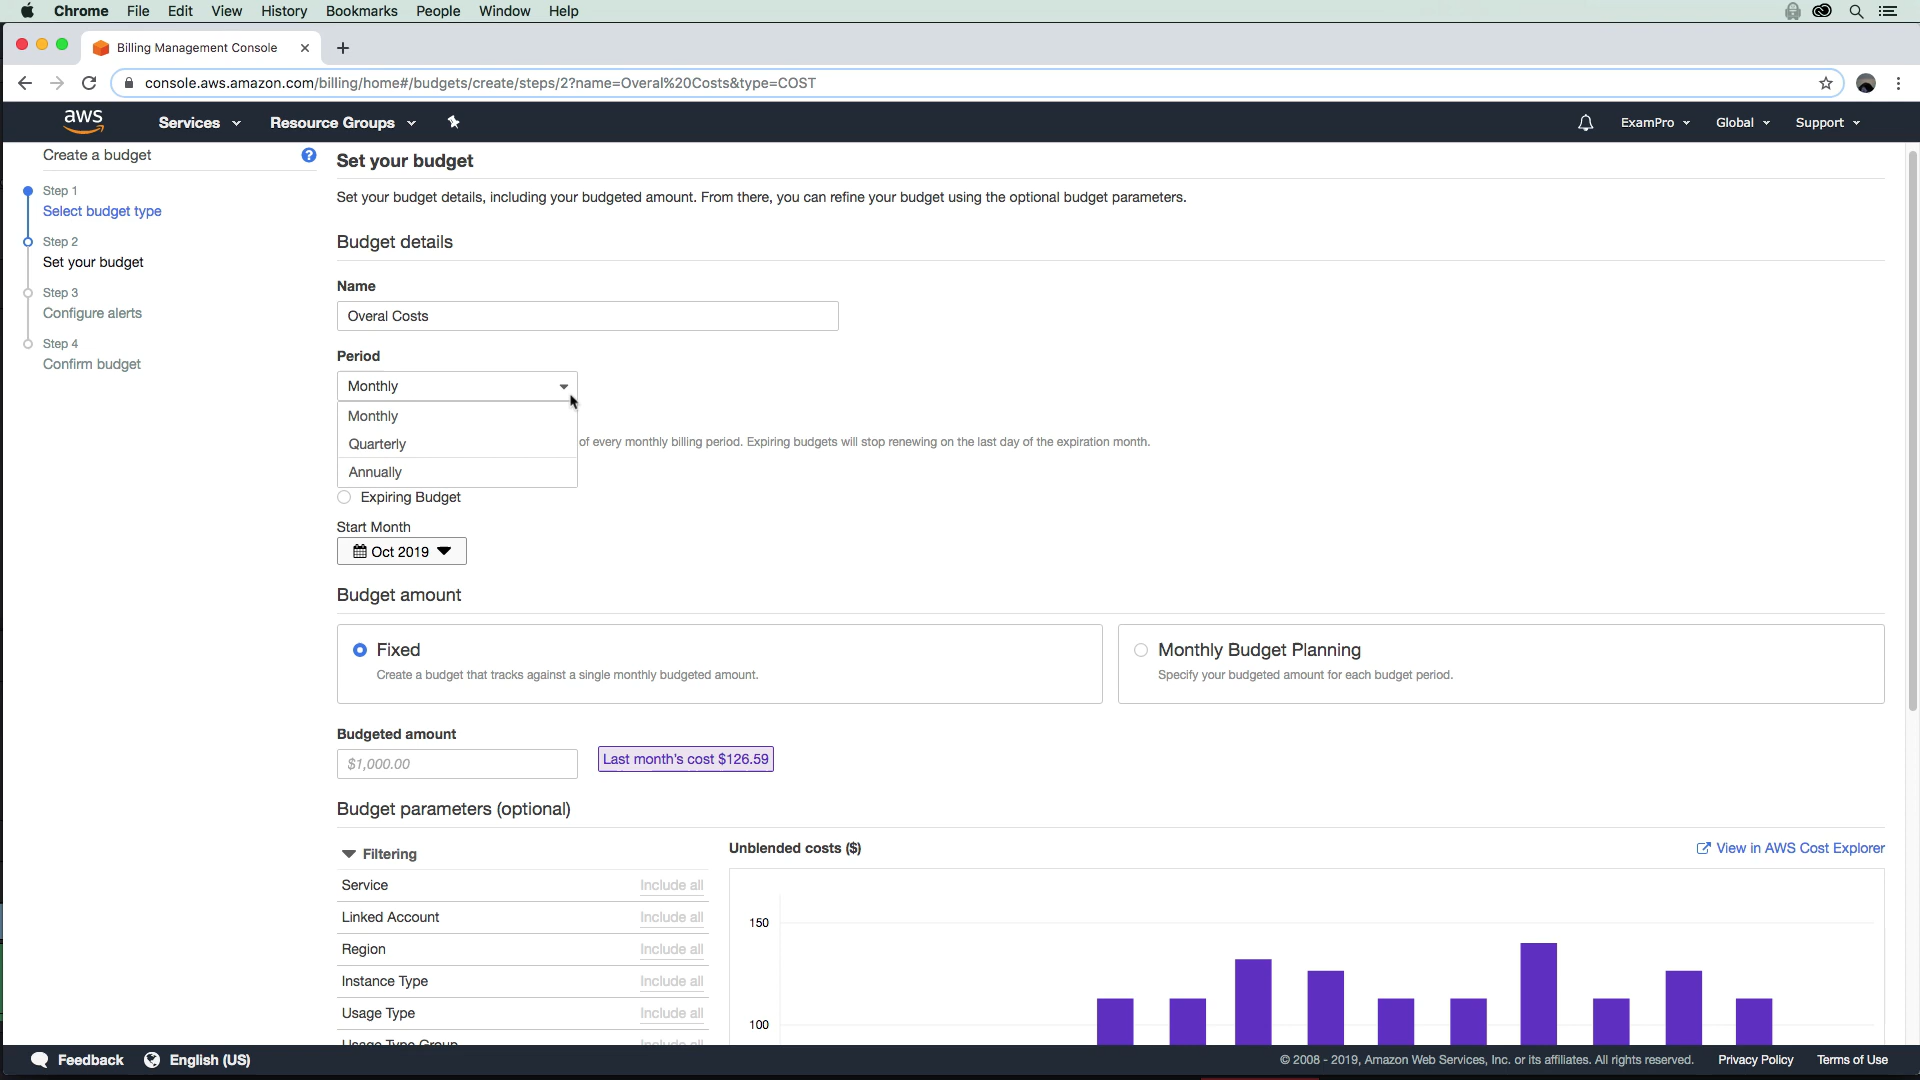 Chrome File Edit View History Bookmarks People Window Help
Billing Management Console
console.aws.amazon.com/billing/home#/budgets/create/steps/2?name=Overal%20Costs&type=COST
aws Services Resource Groups ExamPro Global Support
Create a budget
Step 1
Select budget type
Step 2
Set your budget
Step 3
Configure alerts
Step 4
Confirm budget
Set your budget
Set your budget details, including your budgeted amount. From there, you can refine your budget using the optional budget parameters.
Budget details
Name
Overal Costs
Period
Monthly
Monthly
Quarterly
of every monthly billing period. Expiring budgets will stop renewing on the last day of the expiration month.
Annually
Expiring Budget
Start Month
Oct 2019
Budget amount
Fixed
Create a budget that tracks against a single monthly budgeted amount.
Monthly Budget Planning
Specify your budgeted amount for each budget period.
Budgeted amount
$1,000.00
Last month's cost $126.59
Budget parameters (optional)
Filtering
Service Include all
Linked Account Include all
Region Include all
Instance Type Include all
Usage Type Include all
Usage Type Group Include all
Unblended costs ($)
View in AWS Cost Explorer
150
100
Feedback English (US)
© 2008 - 2019, Amazon Web Services, Inc. or its affiliates. All rights reserved. Privacy Policy Terms of Use